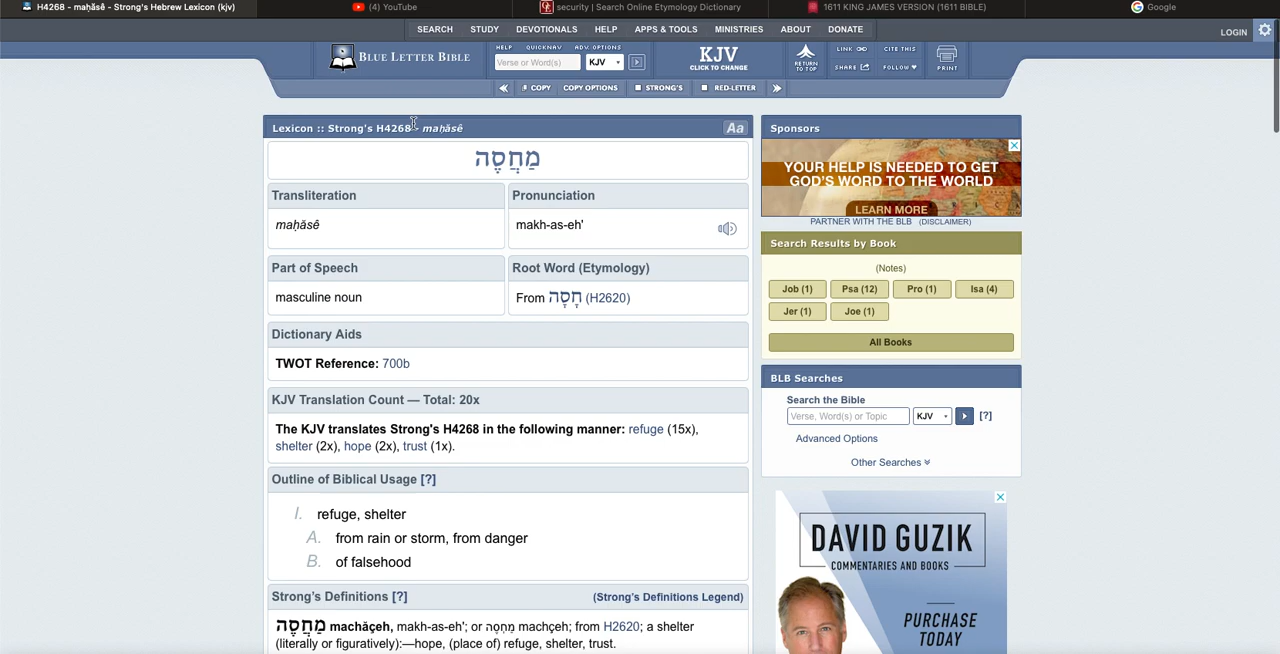 H4268 - maḥăsê - Strong's Hebrew Lexicon (kjv)
(4) YouTube
security | Search Online Etymology Dictionary
1611 KING JAMES VERSION (1611 BIBLE)
Google
SEARCH STUDY DEVOTIONALS HELP APPS & TOOLS MINISTRIES ABOUT DONATE
LOGIN
BLUE LETTER BIBLE
HELP QUICKNAV ADV. OPTIONS
Verse or Word(s) KJV
KJV
CLICK TO CHANGE
RETURN
TO TOP
LINK CITE THIS
SHARE FOLLOW
PRINT
COPY COPY OPTIONS STRONG'S RED-LETTER
Lexicon :: Strong's H4268 - maḥăsê
Aa
מַחֲסֶה
Transliteration
maḥăsê
Pronunciation
makh-as-eh'
Part of Speech
masculine noun
Root Word (Etymology)
From חָסָה (H2620)
Dictionary Aids
TWOT Reference: 700b
KJV Translation Count — Total: 20x
The KJV translates Strong's H4268 in the following manner: refuge (15x),
shelter (2x), hope (2x), trust (1x).
Outline of Biblical Usage [?]
I. refuge, shelter
A. from rain or storm, from danger
B. of falsehood
Strong's Definitions [?] (Strong's Definitions Legend)
מַחֲסֶה machăçeh, makh-as-eh'; or מַחְסֶה machçeh; from H2620; a shelter
(literally or figuratively):—hope, (place of) refuge, shelter, trust.
Sponsors
YOUR HELP IS NEEDED TO GET
GOD'S WORD TO THE WORLD
LEARN MORE
PARTNER WITH THE BLB (DISCLAIMER)
Search Results by Book
(Notes)
Job (1) Psa (12) Pro (1) Isa (4)
Jer (1) Joe (1)
All Books
BLB Searches
Search the Bible
Verse, Word(s) or Topic KJV [?]
Advanced Options
Other Searches
DAVID GUZIK
COMMENTARIES AND BOOKS
PURCHASE
TODAY